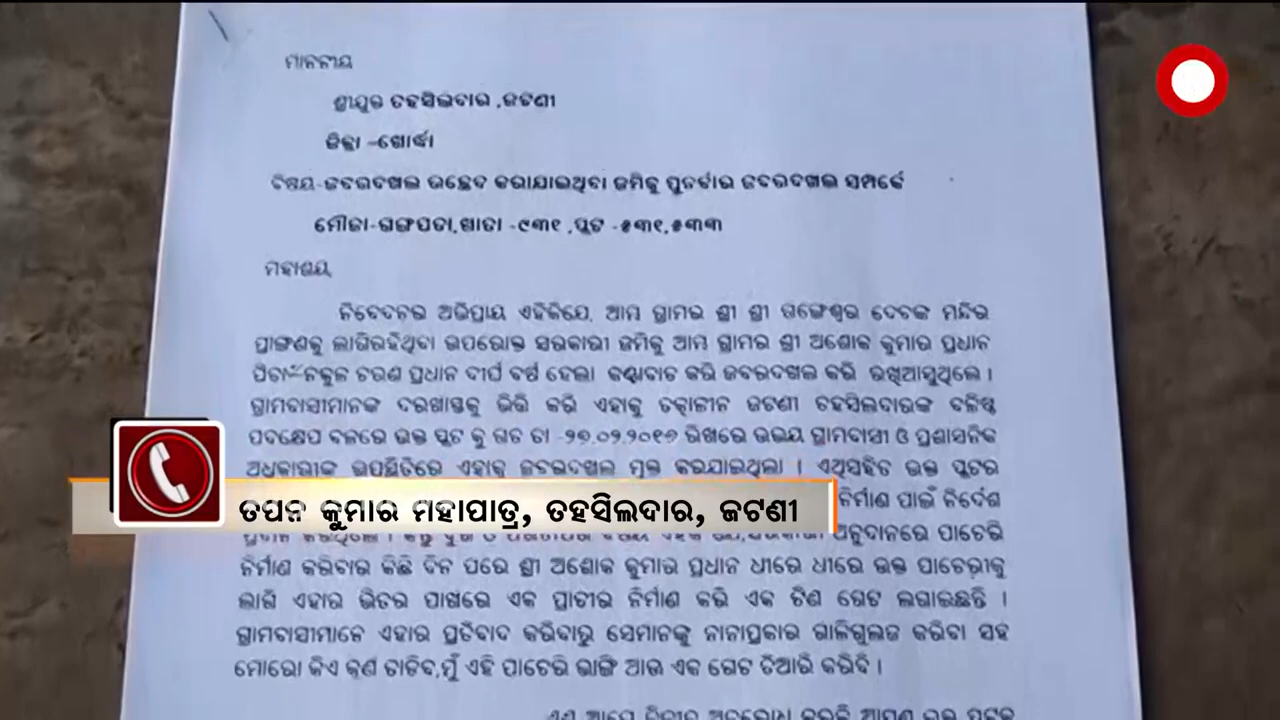 ମାନନୀୟ
ଶ୍ରୀଯୁକ୍ତ ତହସିଲଦାର ,ଜଟଣୀ
ଜିଲ୍ଲା –ଖୋର୍ଦ୍ଧା
ବିଷୟ-ଜବରଦଖଲ ଉଚ୍ଛେଦ କରାଯାଇଥିବା ଜମିକୁ ପୁନର୍ବାର ଜବରଦଖଲ ସମ୍ପର୍କେ
ମୌଜା-ଗଙ୍ଗପଡା,ଖାତା -୯୩୧ ,ପ୍ଲଟ -୫୩୧,୫୩୩
ମହାଶୟ,
ନିବେଦନର ଅଭିପ୍ରାୟ ଏହିକିଯେ, ଆମ ଗ୍ରାମର ଶ୍ରୀ ଶ୍ରୀ ଗଙ୍ଗେଶ୍ୱର ଦେବଙ୍କ ମନ୍ଦିର
ପ୍ରାଙ୍ଗଣକୁ ଲାଗିରହିଥିବା ଉପରୋକ୍ତ ସରକାରୀ ଜମିକୁ ଆମ ଗ୍ରାମର ଶ୍ରୀ ଅଶୋକ କୁମାର ପ୍ରଧାନ
ପିତା ନକୁଳ ଚରଣ ପ୍ରଧାନ ଦୀର୍ଘ ବର୍ଷ ହେଲା କଣ୍ଟାବାଡ କରି ଜବରଦଖଲ କରି ରଖିଆସୁଥିଲେ ।
ଗ୍ରାମବାସୀମାନଙ୍କ ଦରଖାସ୍ତକୁ ଭିତ୍ତି କରି ଏହାକୁ ତତ୍କାଳୀନ ଜଟଣୀ ତହସିଲଦାରଙ୍କ ବଳିଷ୍ଠ
ପଦକ୍ଷେପ ବଳରେ ଉକ୍ତ ପ୍ଲଟ କୁ ଗତ ତା -୨୭.୦୨.୨୦୧୬ ରିଖରେ ଉଭୟ ଗ୍ରାମବାସୀ ଓ ପ୍ରଶାସନିକ
ଅଧିକାରୀଙ୍କ ଉପସ୍ଥିତିରେ ଏହାକୁ ଜବରଦଖଲ ମୁକ୍ତ କରାଯାଇଥିଲା । ଏଥିସହିତ ଉକ୍ତ ପ୍ଲଟର
ନିର୍ମାଣ ପାଇଁ ନିର୍ଦେଶ
ତପନ କୁମାର ମହାପାତ୍ର, ତହସିଲଦାର, ଜଟଣୀ
ଅନୁଦାନରେ ପାଚେରି
ନିର୍ମାଣ କରିବାର କିଛି ଦିନ ପରେ ଶ୍ରୀ ଅଶୋକ କୁମାର ପ୍ରଧାନ ଧୀରେ ଧୀରେ ଉକ୍ତ ପାଚେରୀକୁ
ଲାଗି ଏହାର ଭିତର ପାଖରେ ଏକ ପ୍ରାଚୀର ନିର୍ମାଣ କରି ଏକ ଟିଣ ଗେଟ ଲଗାଇଛନ୍ତି ।
ଗ୍ରାମବାସୀମାନେ ଏହାର ପ୍ରତିବାଦ କରିବାରୁ ସେମାନଙ୍କୁ ନାନାପ୍ରକାର ଗାଳିଗୁଲଜ କରିବା ସହ
ମୋରୋ କିଏ କଣ ଚାଟିବ,ମୁଁ ଏହି ପାଚେରି ଭାଙ୍ଗି ଆଉ ଏକ ଗେଟ ତିଆରି କରିବି ।